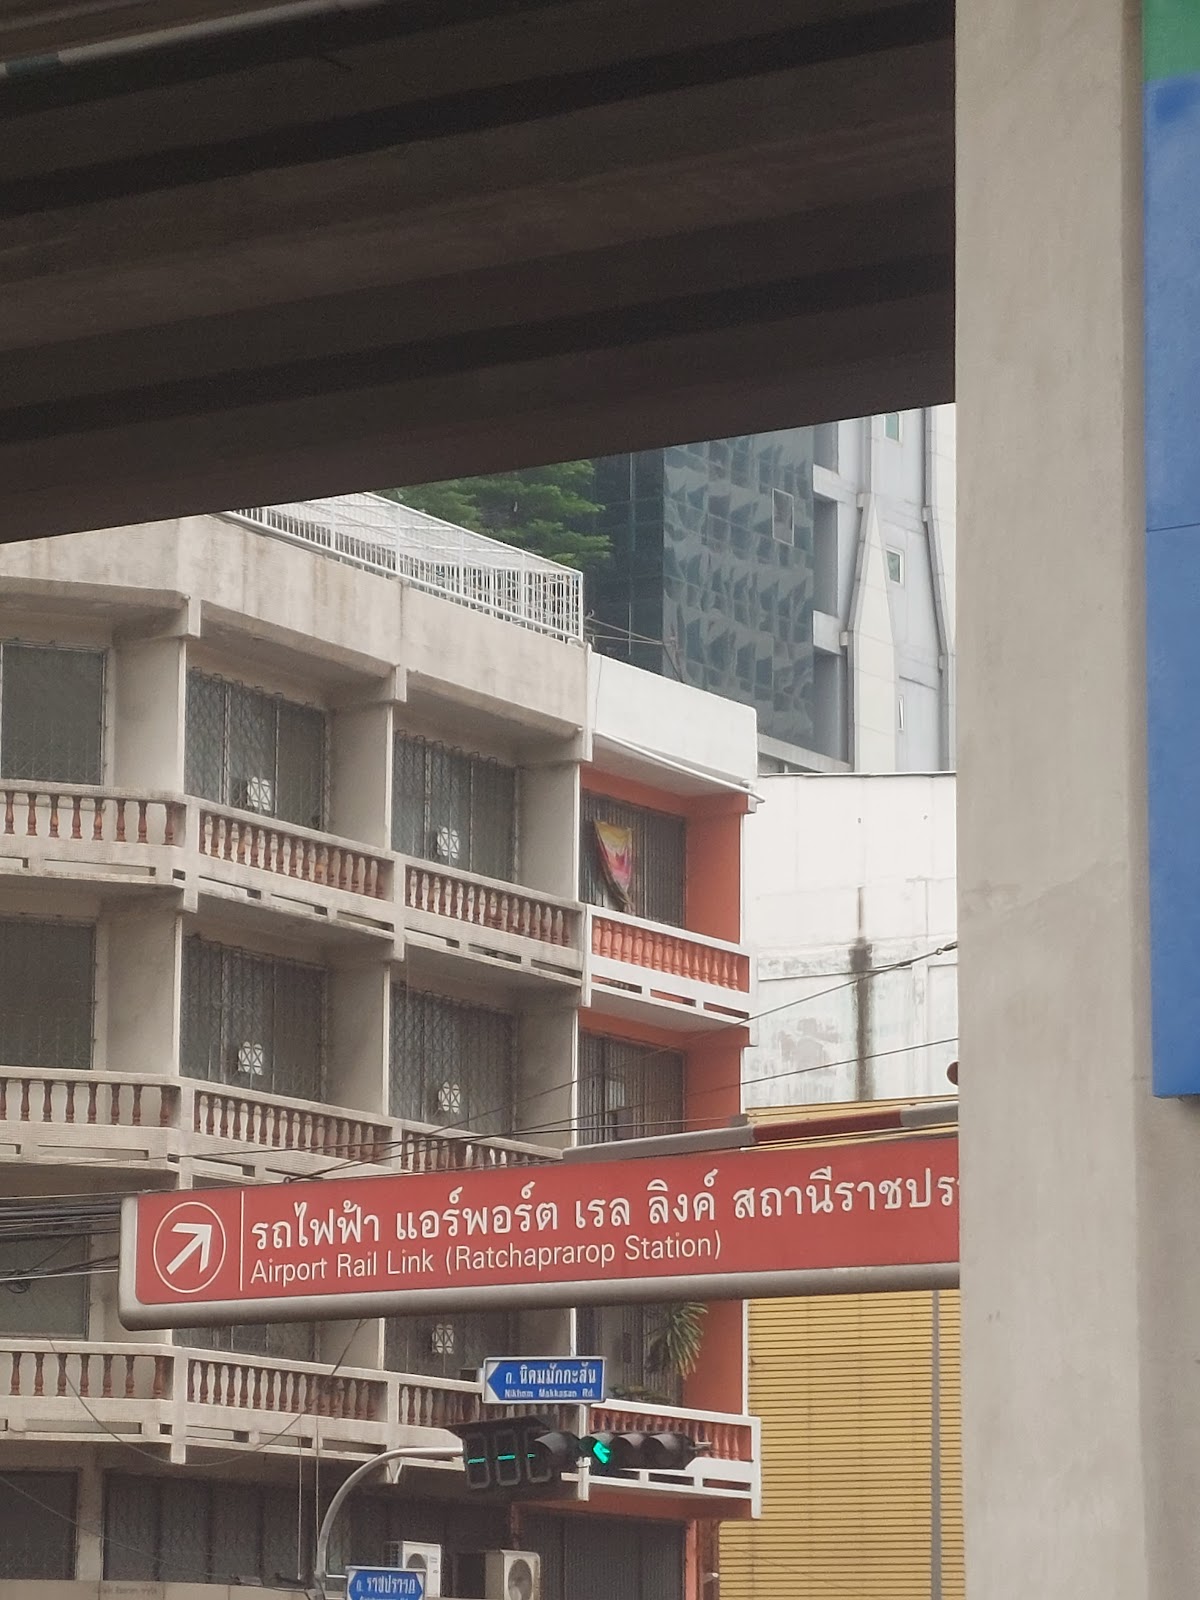 รถไฟฟ้า แอร์พอร์ต เรล ลิงค์ สถานีราชปร
Airport Rail Link (Ratchaprarop Station)
ถ. นิคมมักกะสัน
Nikhom Makkasan Rd.
ถ. ราชปรารภ